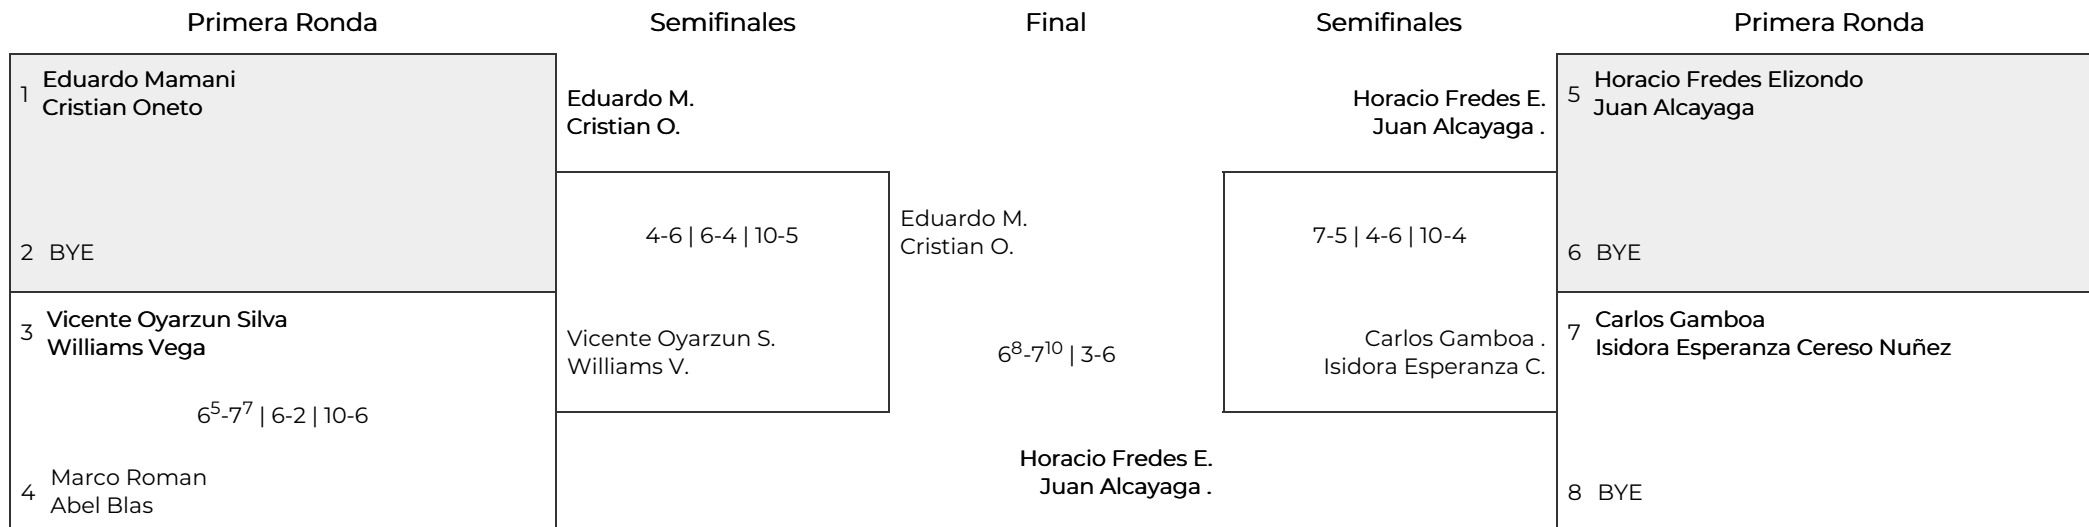 Primera Ronda
Semifinales
Final
Semifinales
Primera Ronda
1
Eduardo Mamani
Cristian Oneto
2 BYE
3
Vicente Oyarzun Silva
Williams Vega
6⁵-7⁷ | 6-2 | 10-6
4
Marco Roman
Abel Blas
Eduardo M.
Cristian O.
4-6 | 6-4 | 10-5
Vicente Oyarzun S.
Williams V.
Eduardo M.
Cristian O.
6⁸-7¹⁰ | 3-6
Horacio Fredes E.
Juan Alcayaga .
Horacio Fredes E.
Juan Alcayaga .
7-5 | 4-6 | 10-4
Carlos Gamboa .
Isidora Esperanza C.
5
Horacio Fredes Elizondo
Juan Alcayaga
6 BYE
7
Carlos Gamboa
Isidora Esperanza Cereso Nuñez
8 BYE